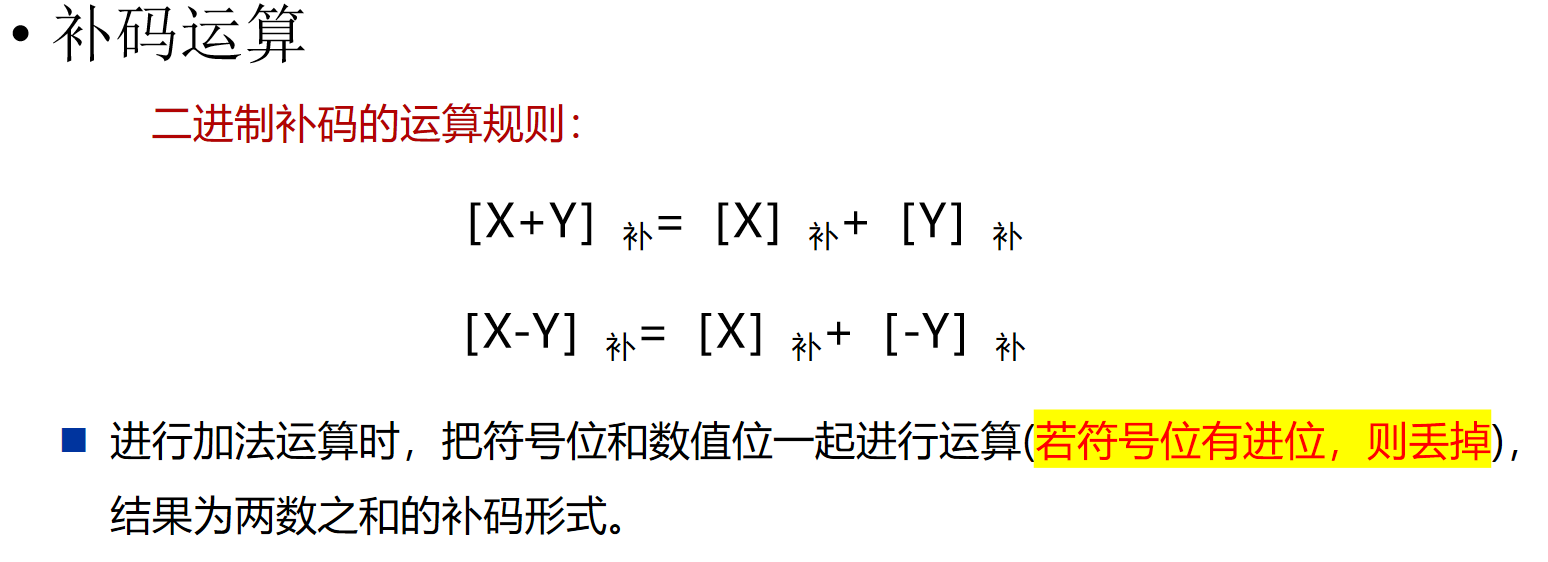 • 补码运算
二进制补码的运算规则：
[X+Y] 补= [X] 补+ [Y] 补
[X-Y] 补= [X] 补+ [-Y] 补
■ 进行加法运算时，把符号位和数值位一起进行运算(若符号位有进位，则丢掉)，
结果为两数之和的补码形式。